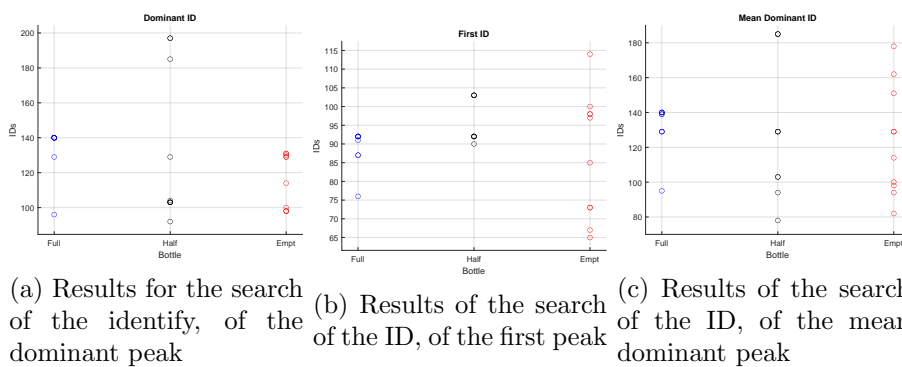 Dominant ID
200
180
160
140
120
100
IDs
Full
Half
Empt
Bottle
(a) Results for the search
of the identify, of the
dominant peak
First ID
115
110
105
100
95
90
85
80
75
70
65
IDs
Full
Half
Empt
Bottle
(b) Results of the search
of the ID, of the first peak
Mean Dominant ID
180
160
140
120
100
80
IDs
Full
Half
Empt
Bottle
(c) Results of the search
of the ID, of the mean
dominant peak